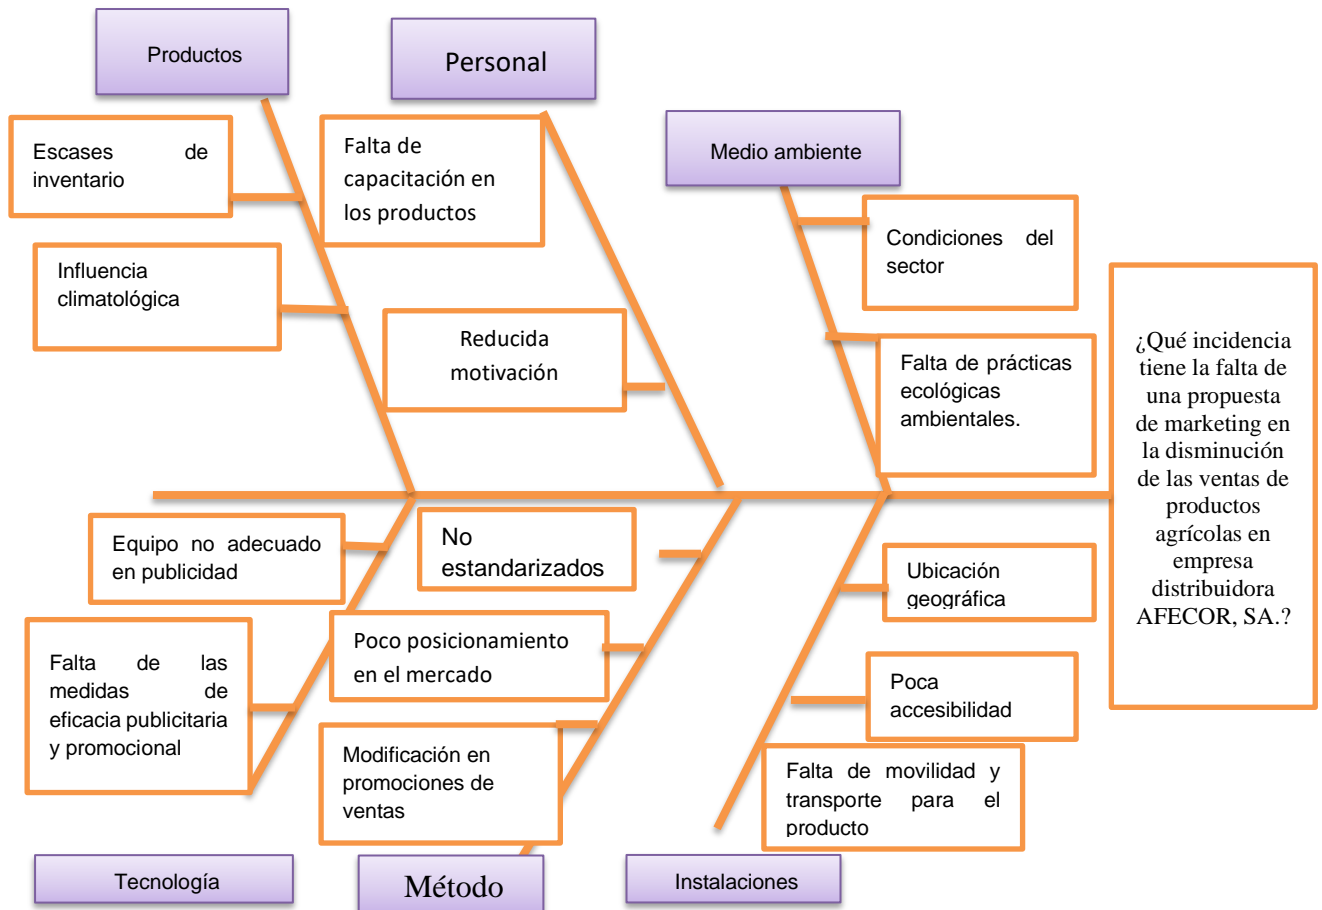 Productos
Personal
Medio ambiente
Escases de
inventario
Falta de
capacitación en
los productos
Condiciones del
sector
Influencia
climatológica
Reducida
motivación
Falta de prácticas
ecológicas
ambientales.
¿Qué incidencia
tiene la falta de
una propuesta
de marketing en
la disminución
de las ventas de
productos
agrícolas en
empresa
distribuidora
AFECOR, SA.?
Equipo no adecuado
en publicidad
No
estandarizados
Ubicación
geográfica
Falta de las
medidas de
eficacia publicitaria
y promocional
Poco posicionamiento
en el mercado
Poca
accesibilidad
Modificación en
promociones de
ventas
Falta de movilidad y
transporte para el
producto
Tecnología
Método
Instalaciones